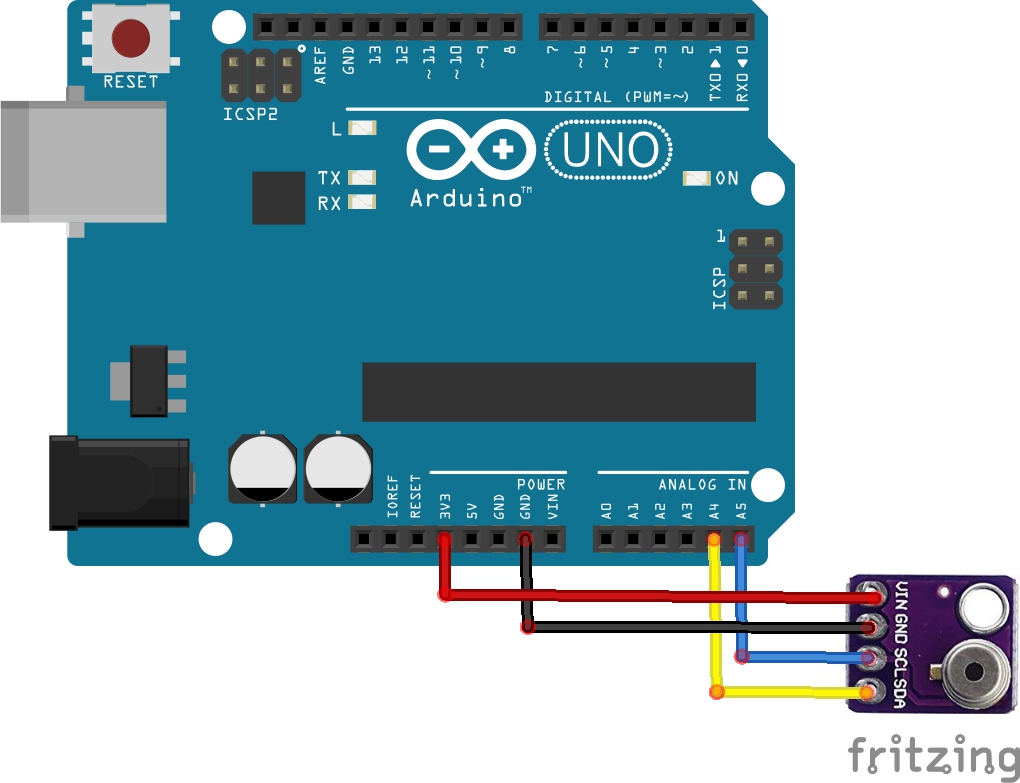 RESET
ICSP2
AREF
GND
13
12
~11
~10
~9
8
7
~6
~5
4
~3
2
TX0▶1
RX0◀0
DIGITAL (PWM=~)
L
TX
RX
Arduino™
UNO
ON
1
ICSP
IOREF
RESET
3V3
5V
GND
GND
VIN
POWER
ANALOG IN
A0
A1
A2
A3
A4
A5
VIN GND SCL SDA
fritzing